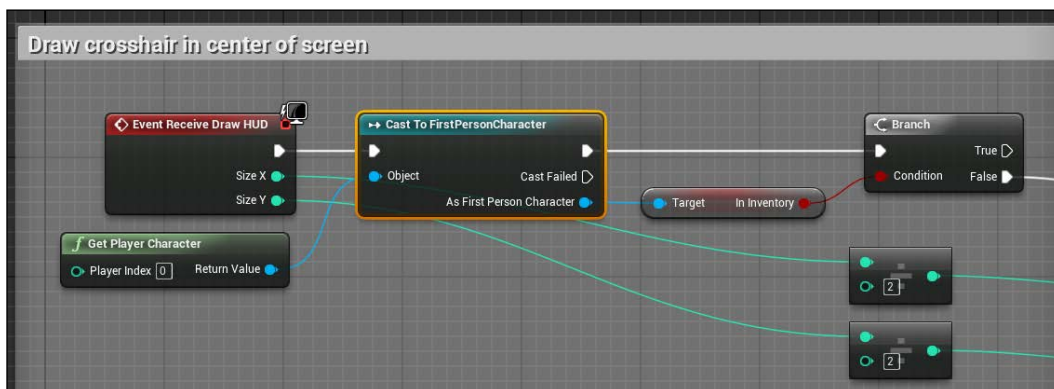 Draw crosshair in center of screen
Event Receive Draw HUD
Size X
Size Y
Cast To FirstPersonCharacter
Object
Cast Failed
As First Person Character
Target
In Inventory
Branch
True
Condition
False
f Get Player Character
Player Index 0
Return Value
2
2